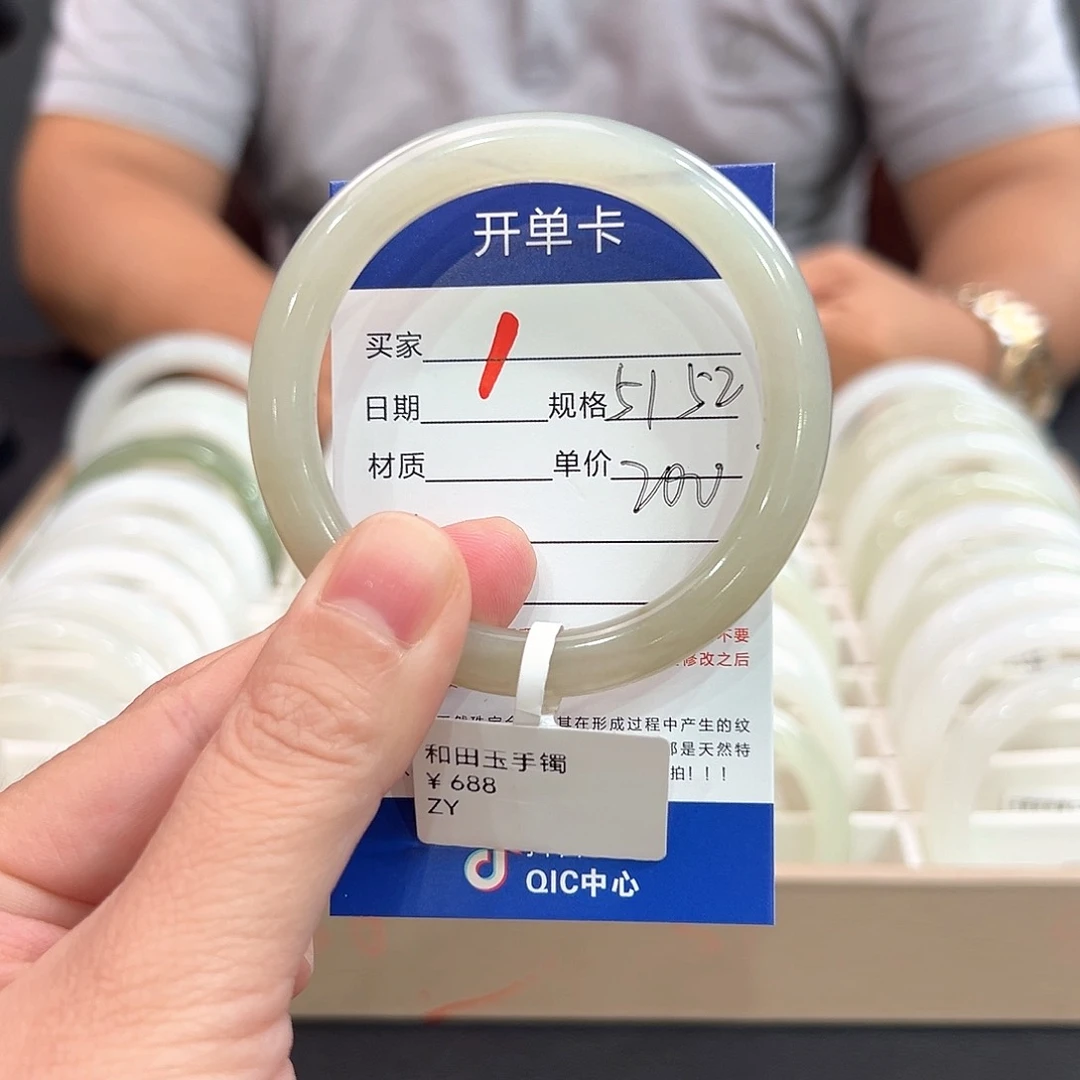 开单卡
买家
1
日期 规格 51 52
材质 单价 200
不要
修改之后
其在形成过程中产生的纹
都是天然特
拍!!!
和田玉手镯
¥ 688
ZY
QIC中心